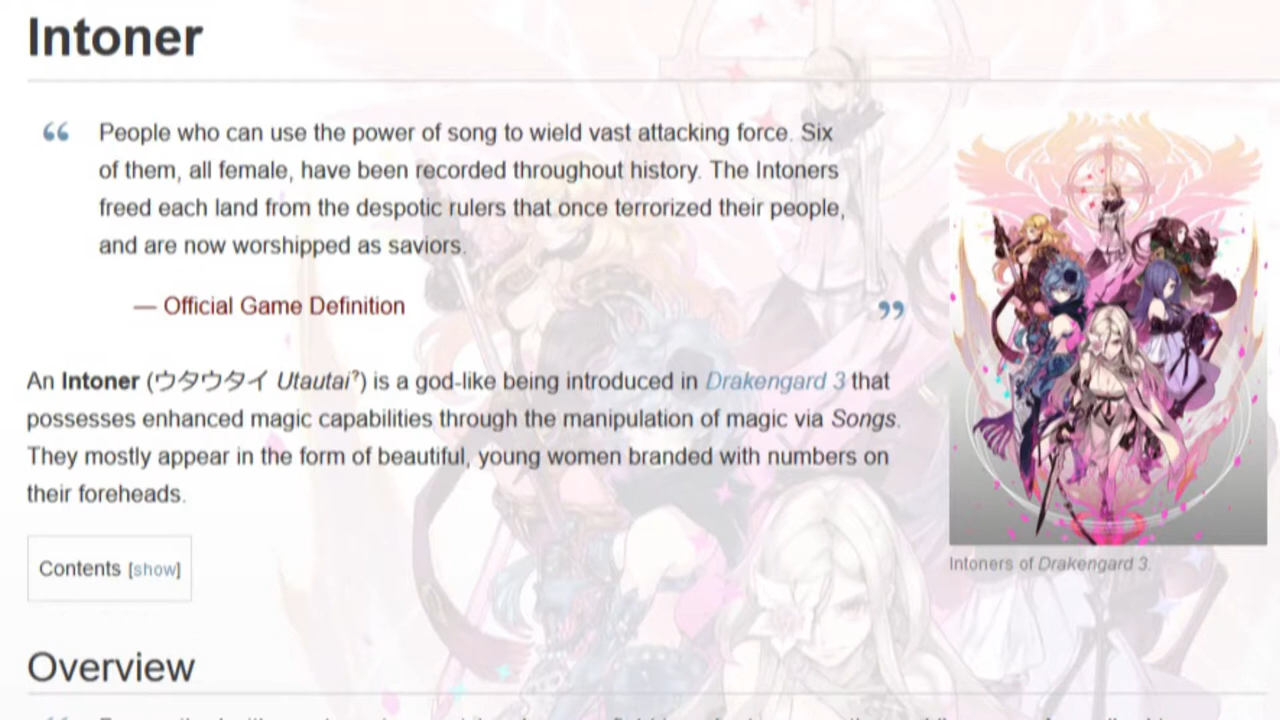 Intoner
“ People who can use the power of song to wield vast attacking force. Six
of them, all female, have been recorded throughout history. The Intoners
freed each land from the despotic rulers that once terrorized their people,
and are now worshipped as saviors.
— Official Game Definition ”
An Intoner (ウタウタイ Utautai?) is a god-like being introduced in Drakengard 3 that
possesses enhanced magic capabilities through the manipulation of magic via Songs.
They mostly appear in the form of beautiful, young women branded with numbers on
their foreheads.
Intoners of Drakengard 3.
Contents [show]
Overview